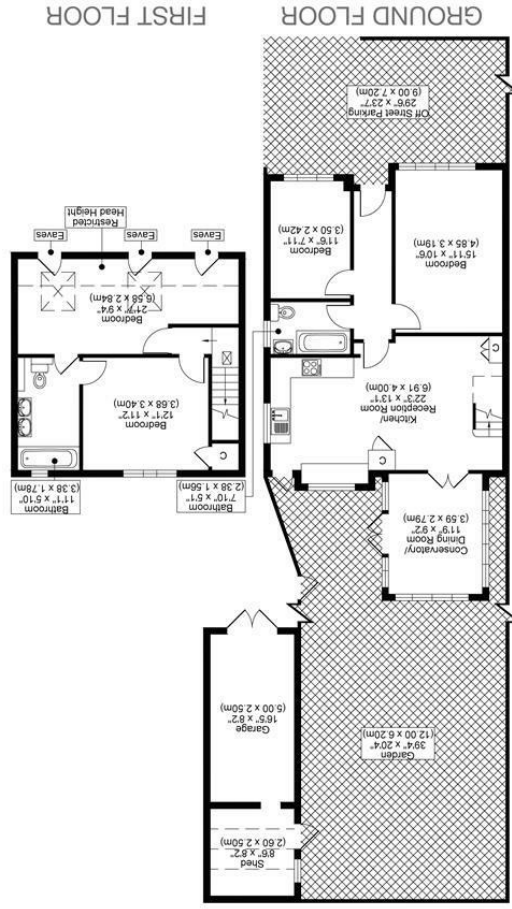 Shed
8'6" x 8'2"
(2.60 x 2.50m)
Garden
39'4" x 20'4"
(12.00 x 6.20m)
Garage
16'5" x 8'2"
(5.00 x 2.50m)
Conservatory/
Dining Room
11'9" x 9'2"
(3.59 x 2.79m)
C
C
Kitchen/
Reception Room
22'3" x 13'1"
(6.91 x 4.00m)
Bedroom
15'11" x 10'6"
(4.85 x 3.19m)
Bedroom
11'6" x 7'11"
(3.50 x 2.42m)
Off Street Parking
29'6" x 23'7"
(9.00 x 7.20m)
GROUND FLOOR
Bathroom
7'10" x 5'1"
(2.38 x 1.56m)
Bathroom
11'1" x 5'10"
(3.38 x 1.78m)
C
Bedroom
12'1" x 11'2"
(3.68 x 3.40m)
Bedroom
21'7" x 9'4"
(6.58 x 2.84m)
Eaves
Eaves
Eaves
Restricted
Head Height
FIRST FLOOR